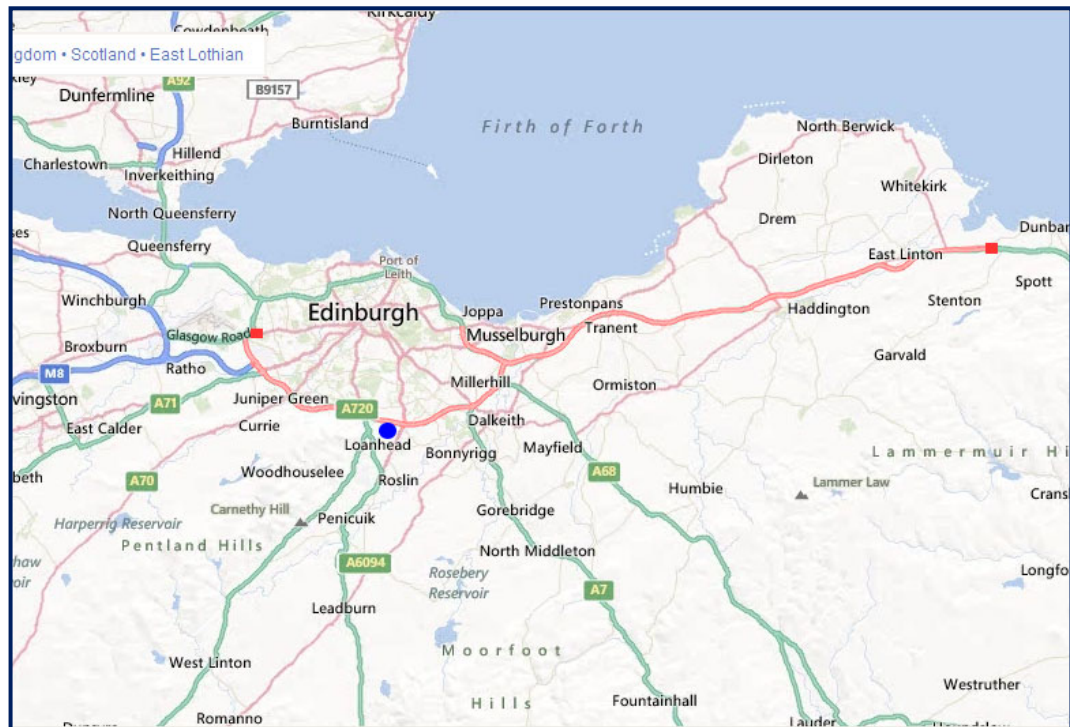 Kirkcaldy
Cowdenbeath
gdom • Scotland • East Lothian
A92
B9157
Dunfermline
Burntisland
Firth of Forth
North Berwick
Hillend
Charlestown
Inverkeithing
Dirleton
Whitekirk
North Queensferry
Drem
Dunbar
Queensferry
Port of
Leith
East Linton
Spott
Winchburgh
Edinburgh
Joppa
Prestonpans
Haddington
Stenton
Glasgow Road
Musselburgh
Tranent
Broxburn
Ratho
Garvald
M8
Millerhill
Ormiston
vingston
A71
Juniper Green
A720
East Calder
Currie
Dalkeith
Loanhead
Bonnyrigg
Mayfield
Lammermuir Hi
beth
Woodhouselee
A70
Roslin
A68
Humbie
Lammer Law
Crans
Carnethy Hill
Penicuik
Gorebridge
Harperrig Reservoir
Pentland Hills
North Middleton
haw
oir
A6094
Rosebery
Reservoir
A7
Longfo
Leadburn
Moorfoot
Hills
West Linton
Westruther
Fountainhall
Romanno
Lauder